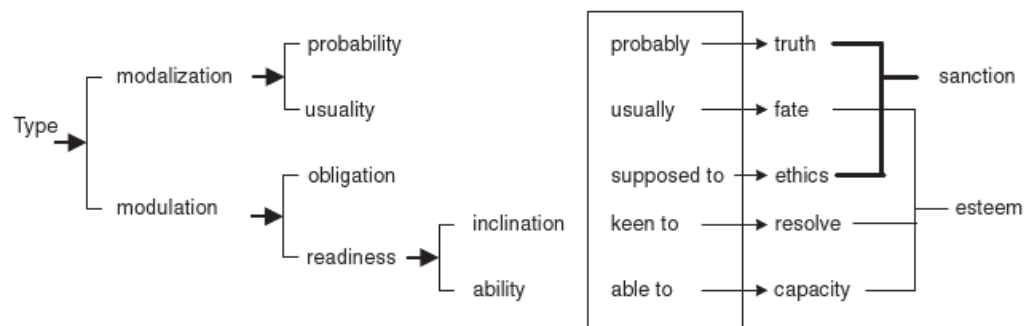 probability probably truth
modalization sanction
usuality usually fate
Type
obligation supposed to ethics
modulation esteem
inclination keen to resolve
readiness
ability able to capacity